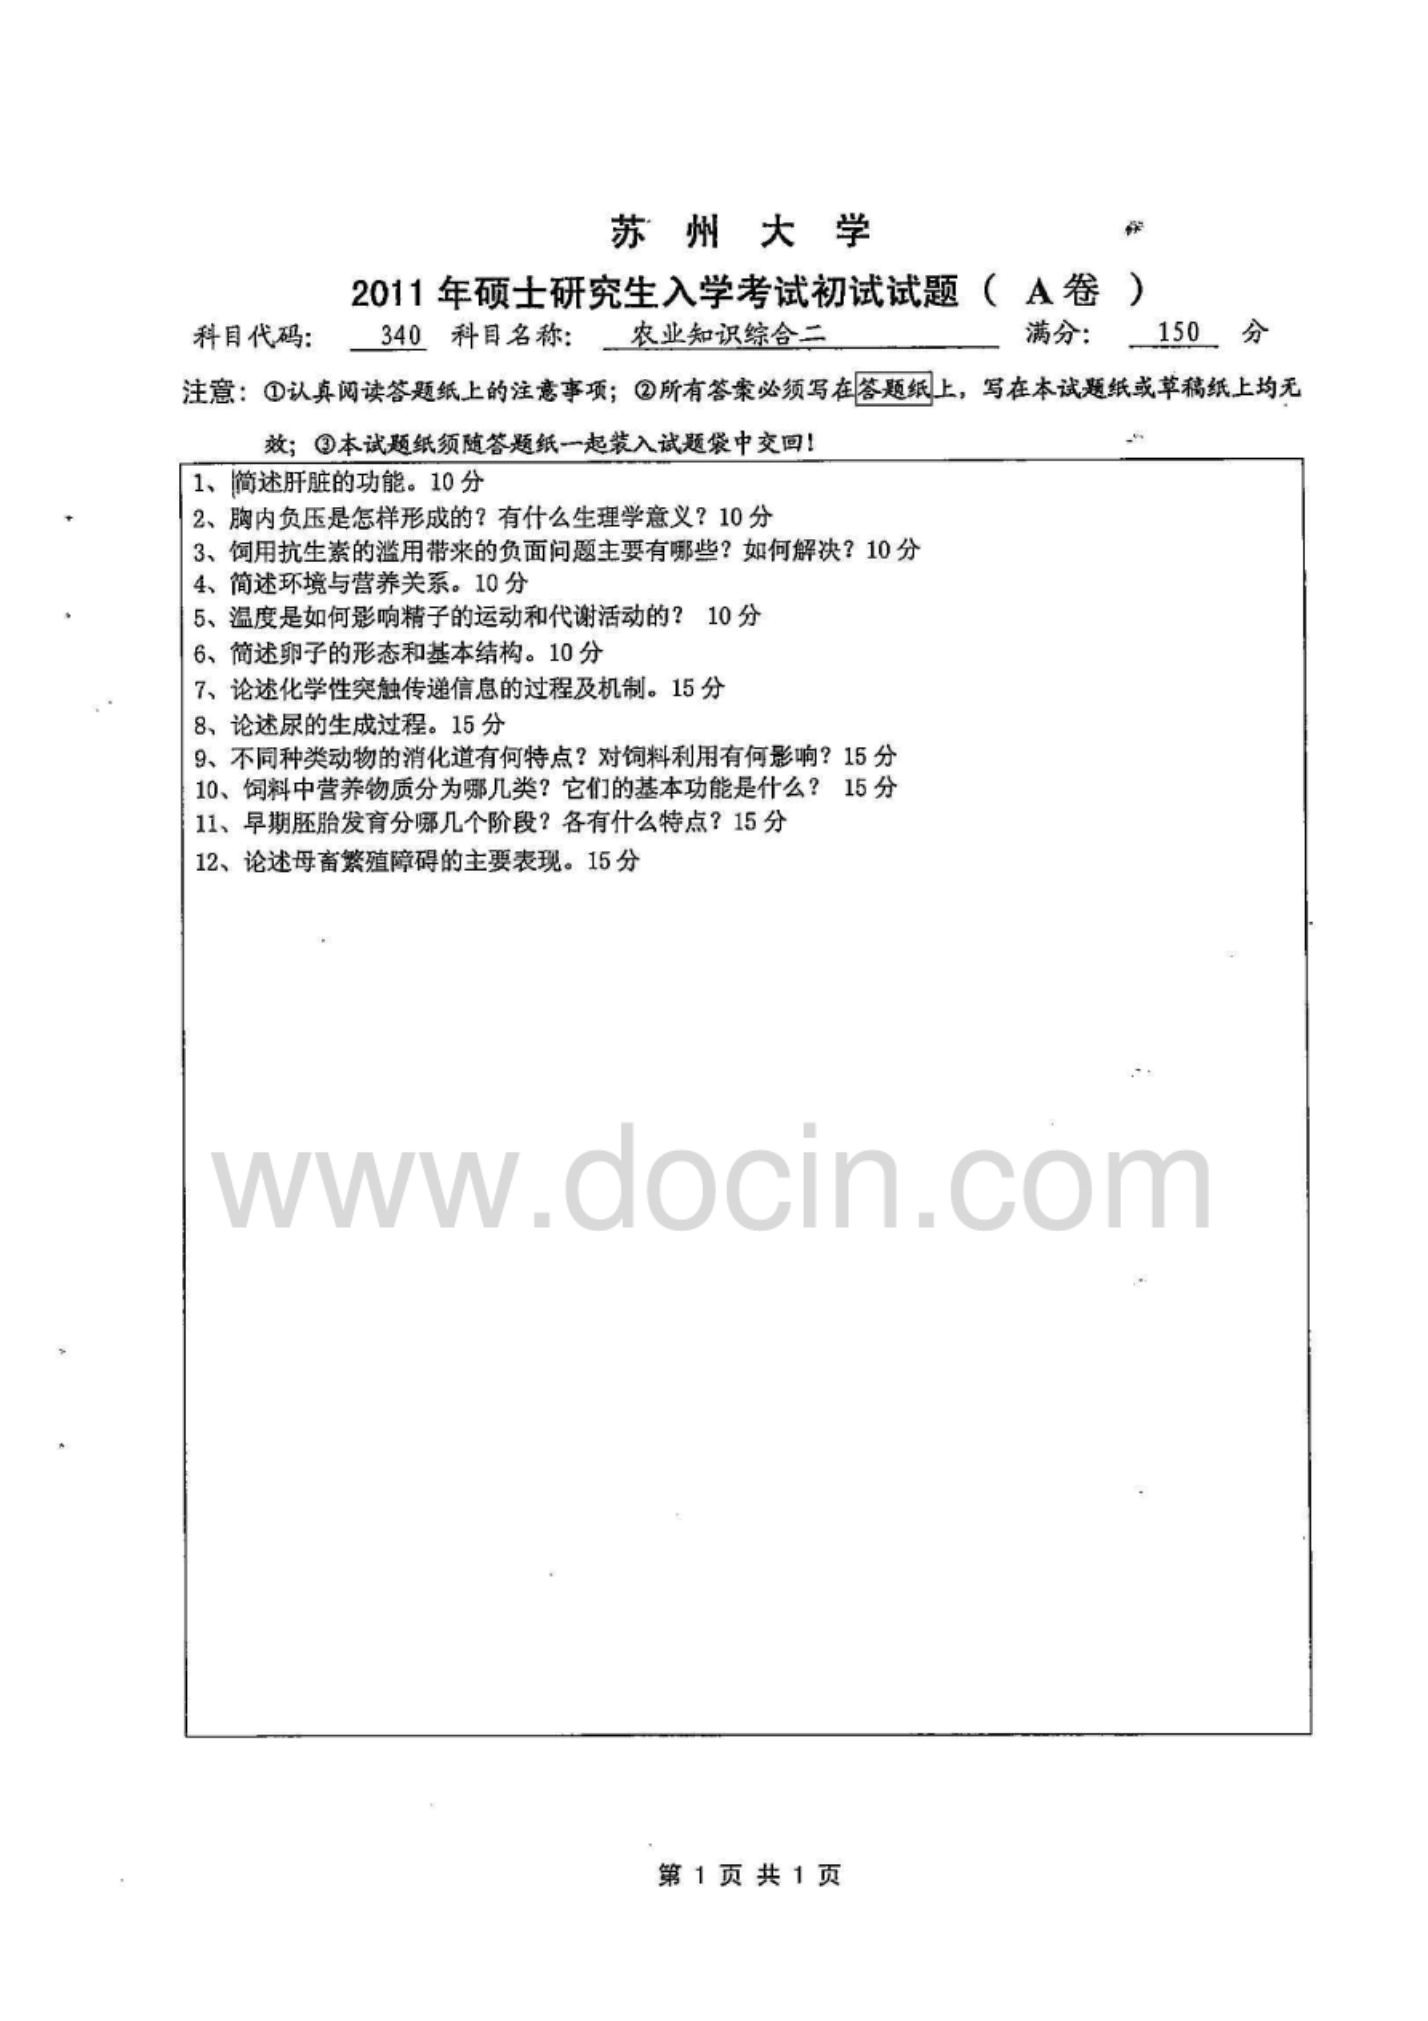 苏 州 大 学
2011 年硕士研究生入学考试初试试题（ A 卷 ）
科目代码： 340 科目名称： 农业知识综合二 满分： 150 分
注意：①认真阅读答题纸上的注意事项；②所有答案必须写在答题纸上，写在本试题纸或草稿纸上均无
效；③本试题纸须随答题纸一起装入试题袋中交回！
1、简述肝脏的功能。10 分
2、胸内负压是怎样形成的？有什么生理学意义？10 分
3、饲用抗生素的滥用带来的负面问题主要有哪些？如何解决？10 分
4、简述环境与营养关系。10 分
5、温度是如何影响精子的运动和代谢活动的？ 10 分
6、简述卵子的形态和基本结构。10 分
7、论述化学性突触传递信息的过程及机制。15 分
8、论述尿的生成过程。15 分
9、不同种类动物的消化道有何特点？对饲料利用有何影响？15 分
10、饲料中营养物质分为哪几类？它们的基本功能是什么？ 15 分
11、早期胚胎发育分哪几个阶段？各有什么特点？15 分
12、论述母畜繁殖障碍的主要表现。15 分
www.docin.com
第 1 页 共 1 页